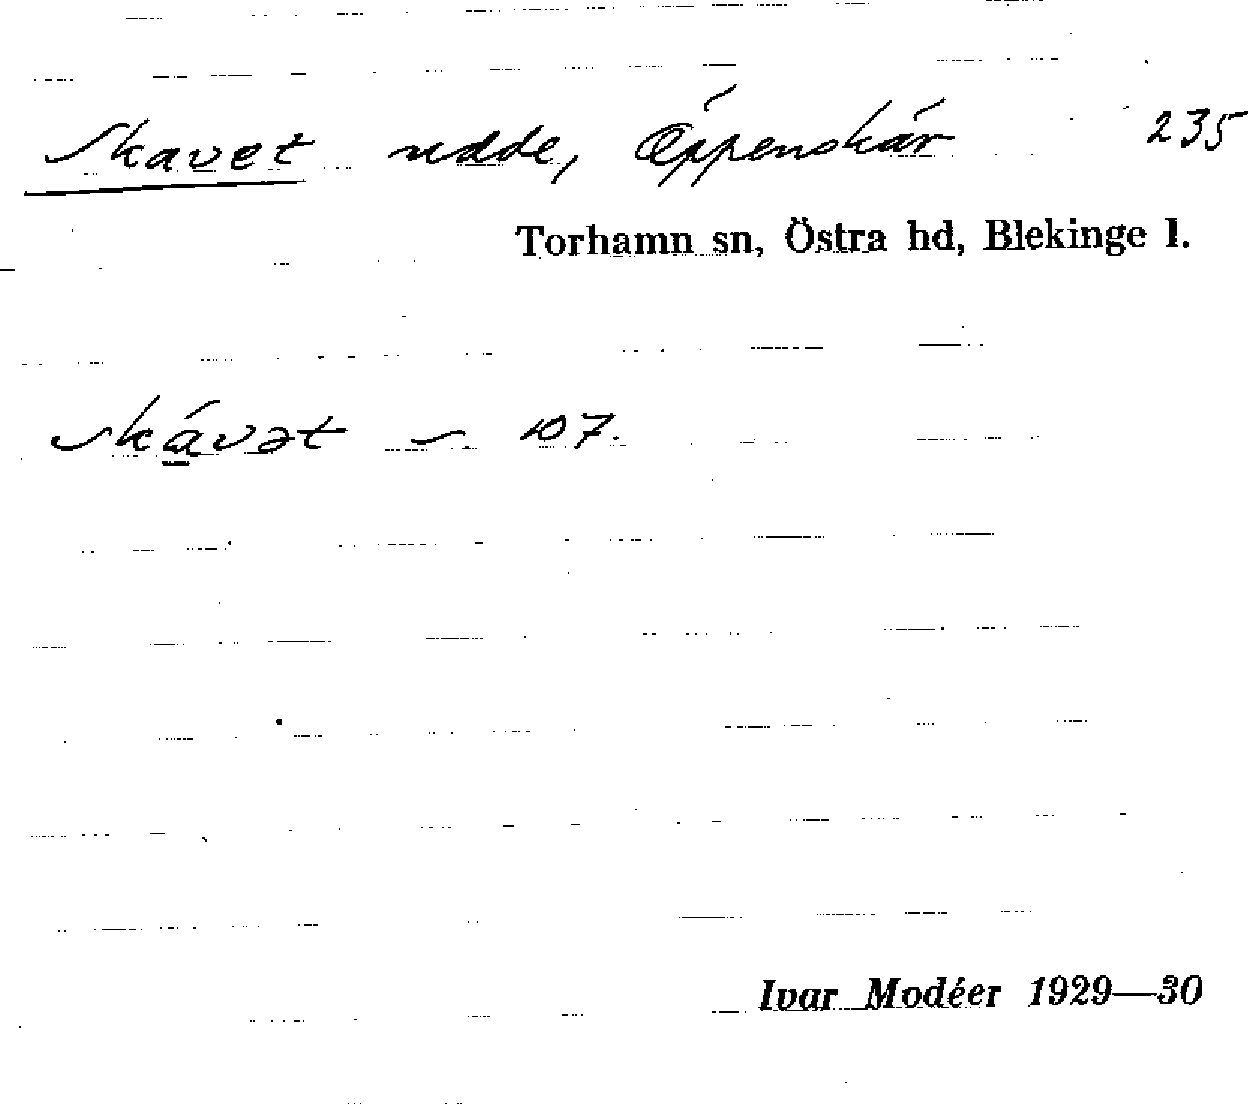 Skavet udde, Öppenskär 235
Torhamn sn, Östra hd, Blekinge l.
skávət ~ 107.
Ivar Modéer 1929—30